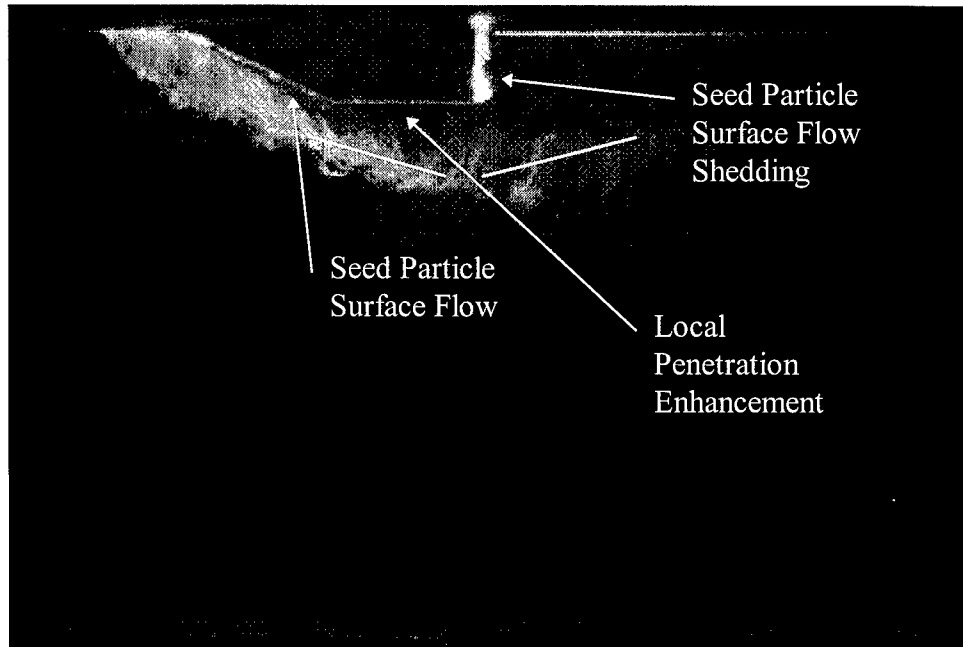 Seed Particle
Surface Flow
Shedding
Seed Particle
Surface Flow
Local
Penetration
Enhancement